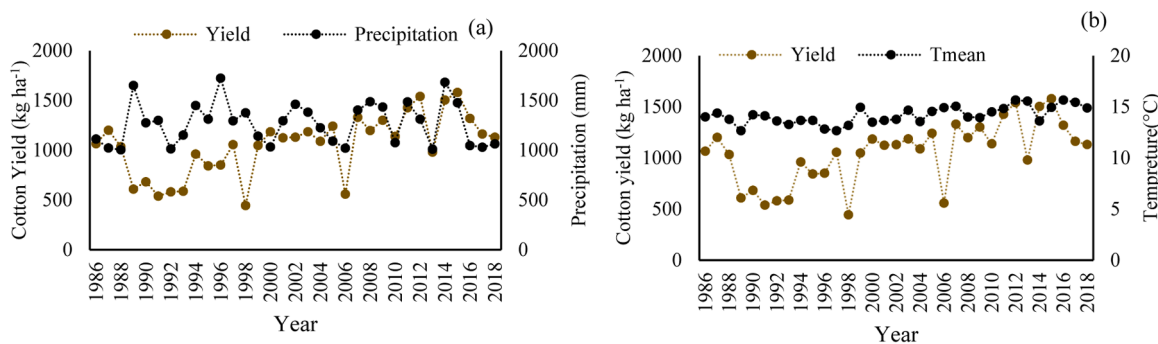 Yield Precipitation (a)
2000 2000
1500 1500
1000 1000
500 500
0 0
Cotton Yield (kg ha-1)
Precipitation (mm)
1986 1988 1990 1992 1994 1996 1998 2000 2002 2004 2006 2008 2010 2012 2014 2016 2018
Year
(b)
Yield Tmean
2000 20
1500 15
1000 10
500 5
0 0
Cotton yield (kg ha-1)
Tempreture(°C)
1986 1988 1990 1992 1994 1996 1998 2000 2002 2004 2006 2008 2010 2012 2014 2016 2018
Year